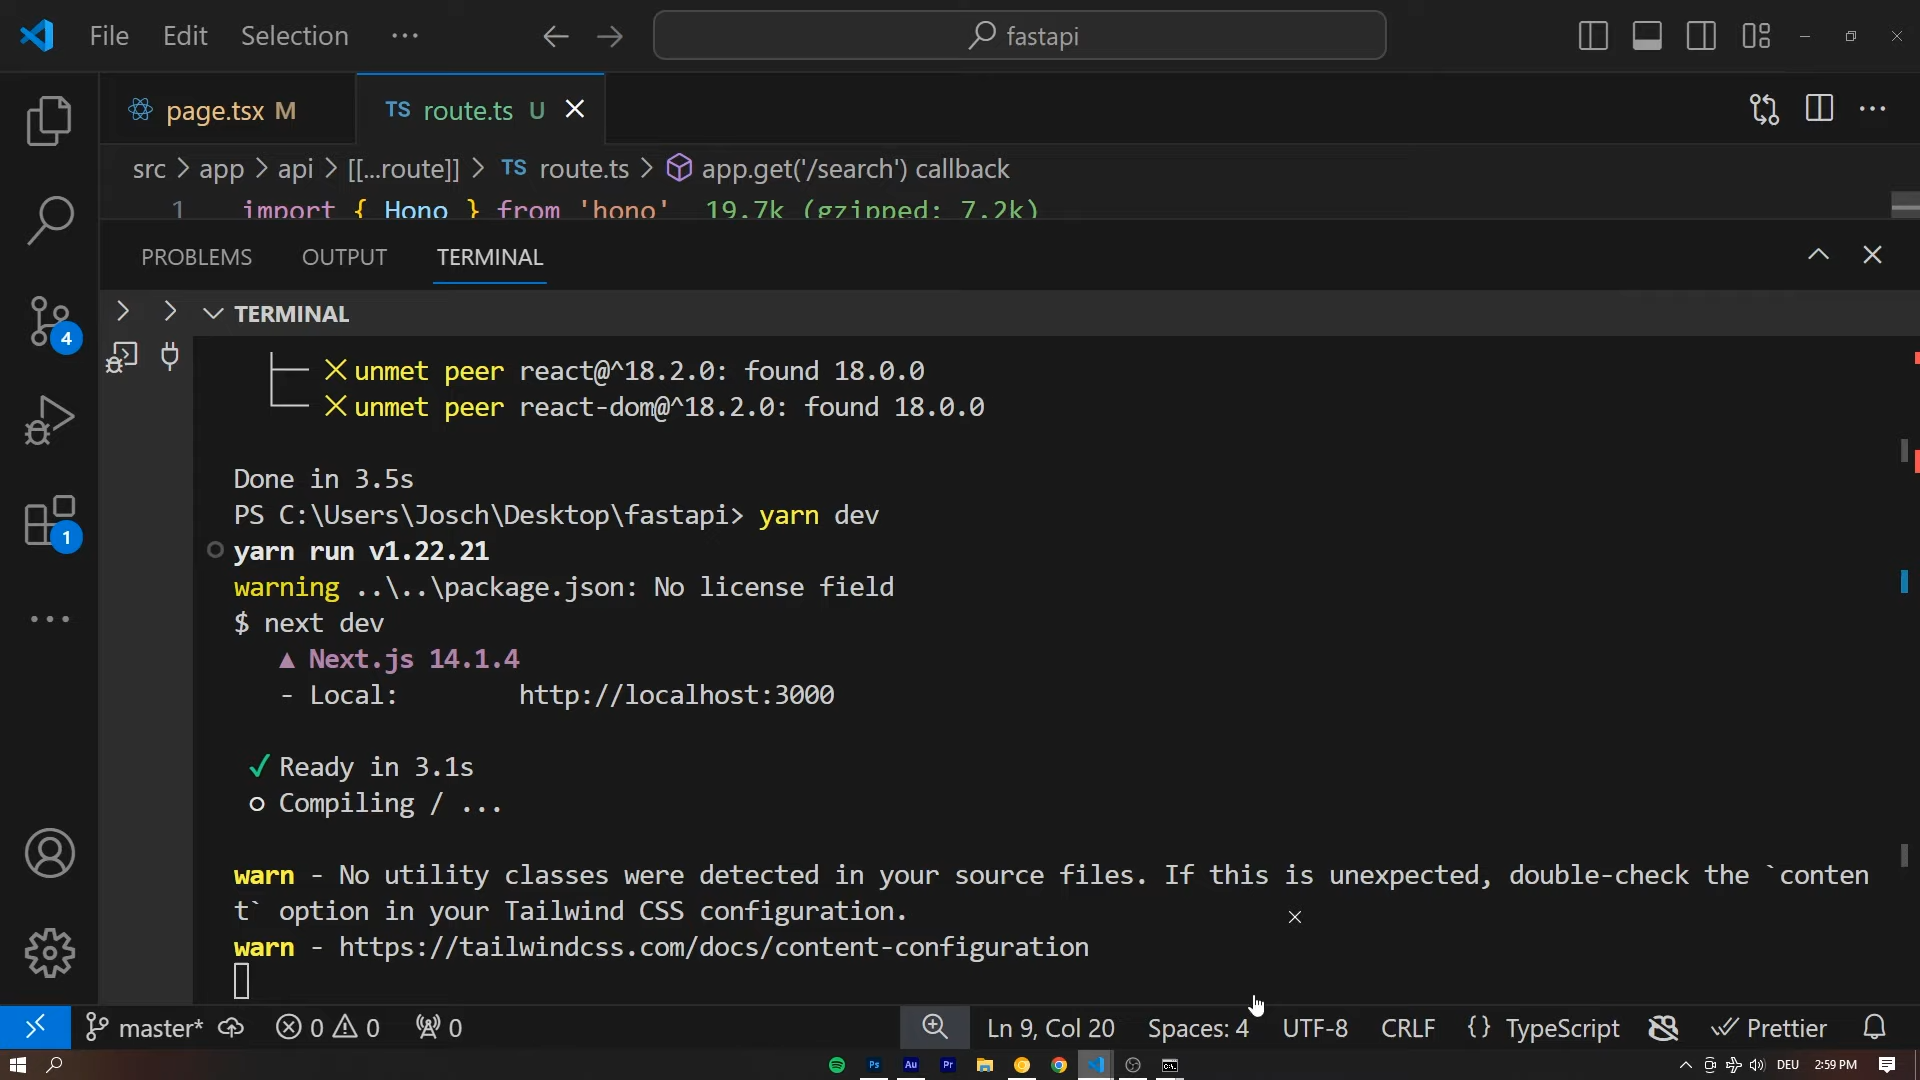 File Edit Selection ··· fastapi
page.tsx M TS route.ts U
src > app > api > [[...route]] > TS route.ts > app.get('/search') callback
1 import { Hono } from 'hono' 19.7k (gzipped: 7.2k)
PROBLEMS OUTPUT TERMINAL
TERMINAL
unmet peer react@^18.2.0: found 18.0.0
unmet peer react-dom@^18.2.0: found 18.0.0
Done in 3.5s
PS C:\Users\Josch\Desktop\fastapi> yarn dev
yarn run v1.22.21
warning ..\..\package.json: No license field
$ next dev
▲ Next.js 14.1.4
- Local: http://localhost:3000
✓ Ready in 3.1s
○ Compiling / ...
warn - No utility classes were detected in your source files. If this is unexpected, double-check the `conten
t` option in your Tailwind CSS configuration.
warn - https://tailwindcss.com/docs/content-configuration
4
1
master* 0 0 0 Ln 9, Col 20 Spaces: 4 UTF-8 CRLF {} TypeScript Prettier
Ps Au Pr DEU 2:59 PM